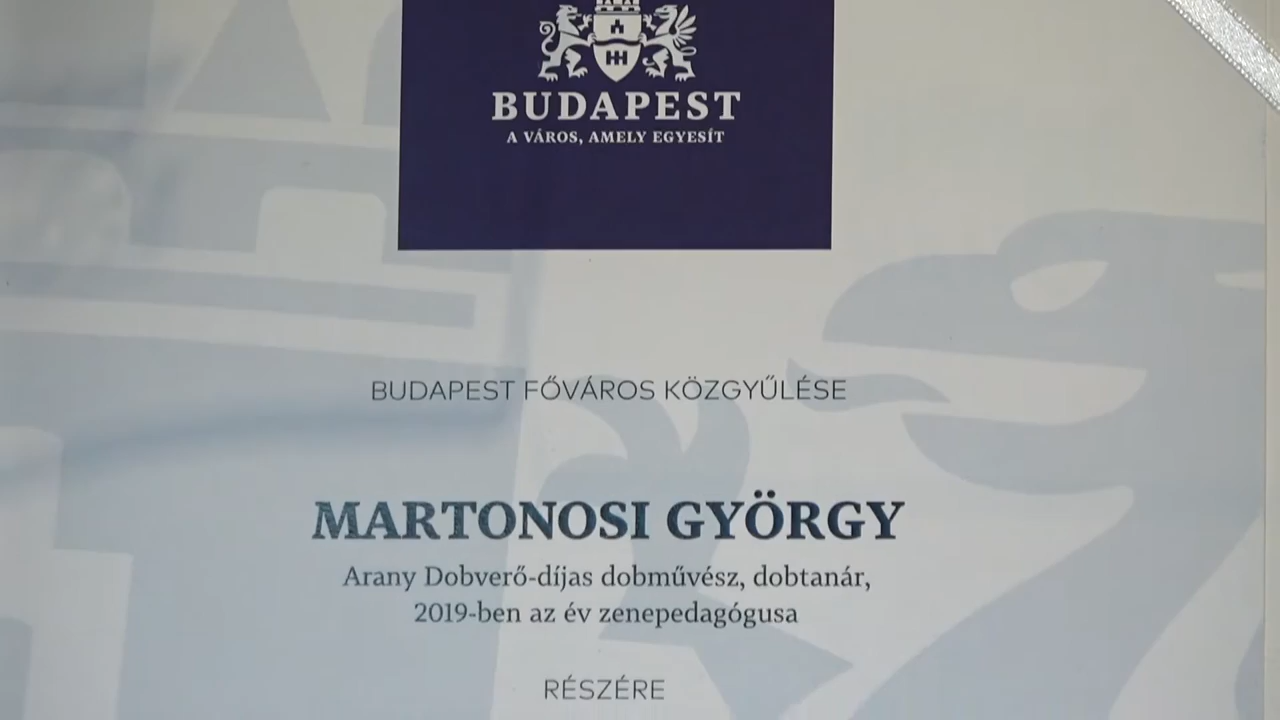 BUDAPEST
A VÁROS, AMELY EGYESÍT
BUDAPEST FŐVÁROS KÖZGYŰLÉSE
MARTONOSI GYÖRGY
Arany Dobverő-díjas dobművész, dobtanár,
2019-ben az év zenepedagógusa
RÉSZÉRE